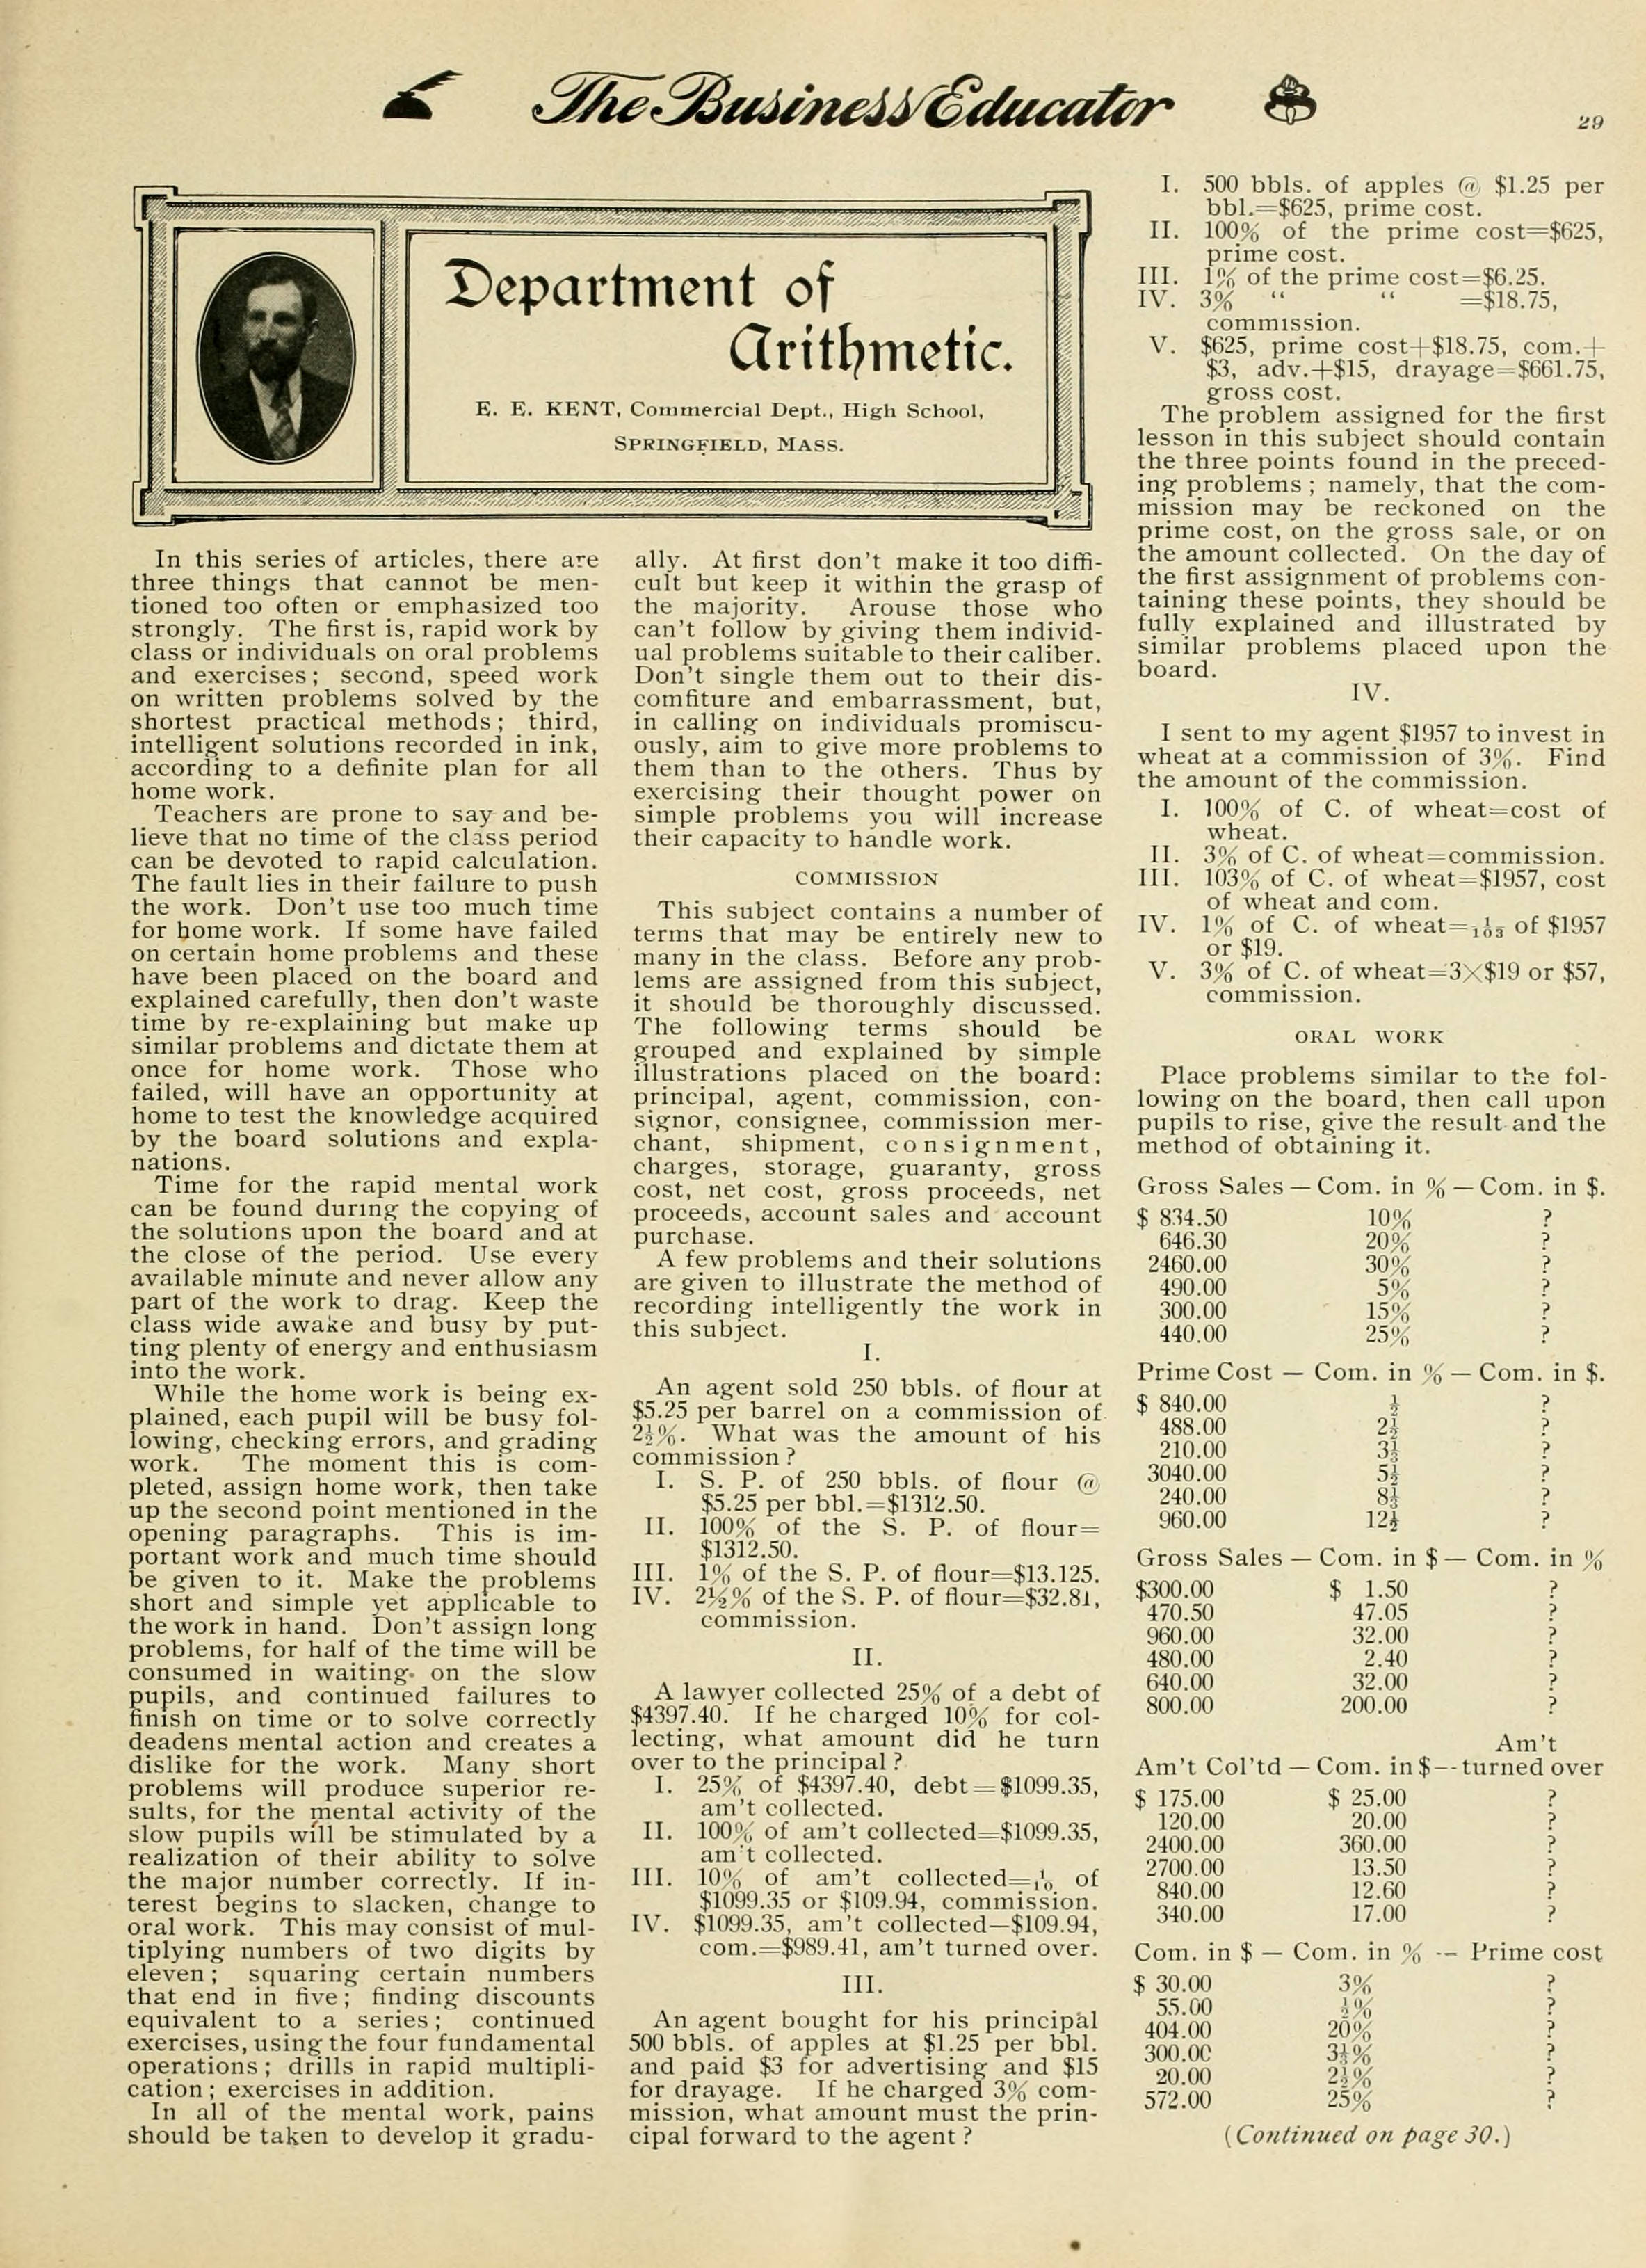 The Business Educator
29
Department of
Arithmetic.
E. E. KENT, Commercial Dept., High School,
SPRINGFIELD, MASS.
In this series of articles, there are
three things that cannot be men-
tioned too often or emphasized too
strongly. The first is, rapid work by
class or individuals on oral problems
and exercises; second, speed work
on written problems solved by the
shortest practical methods; third,
intelligent solutions recorded in ink,
according to a definite plan for all
home work.
Teachers are prone to say and be-
lieve that no time of the class period
can be devoted to rapid calculation.
The fault lies in their failure to push
the work. Don't use too much time
for home work. If some have failed
on certain home problems and these
have been placed on the board and
explained carefully, then don't waste
time by re-explaining but make up
similar problems and dictate them at
once for home work. Those who
failed, will have an opportunity at
home to test the knowledge acquired
by the board solutions and expla-
nations.
Time for the rapid mental work
can be found during the copying of
the solutions upon the board and at
the close of the period. Use every
available minute and never allow any
part of the work to drag. Keep the
class wide awake and busy by put-
ting plenty of energy and enthusiasm
into the work.
While the home work is being ex-
plained, each pupil will be busy fol-
lowing, checking errors, and grading
work. The moment this is com-
pleted, assign home work, then take
up the second point mentioned in the
opening paragraphs. This is im-
portant work and much time should
be given to it. Make the problems
short and simple yet applicable to
the work in hand. Don't assign long
problems, for half of the time will be
consumed in waiting on the slow
pupils, and continued failures to
finish on time or to solve correctly
deadens mental action and creates a
dislike for the work. Many short
problems will produce superior re-
sults, for the mental activity of the
slow pupils will be stimulated by a
realization of their ability to solve
the major number correctly. If in-
terest begins to slacken, change to
oral work. This may consist of mul-
tiplying numbers of two digits by
eleven; squaring certain numbers
that end in five; finding discounts
equivalent to a series; continued
exercises, using the four fundamental
operations; drills in rapid multipli-
cation; exercises in addition.
In all of the mental work, pains
should be taken to develop it gradu-
ally. At first don't make it too diffi-
cult but keep it within the grasp of
the majority. Arouse those who
can't follow by giving them individ-
ual problems suitable to their caliber.
Don't single them out to their dis-
comfiture and embarrassment, but,
in calling on individuals promiscu-
ously, aim to give more problems to
them than to the others. Thus by
exercising their thought power on
simple problems you will increase
their capacity to handle work.
COMMISSION
This subject contains a number of
terms that may be entirely new to
many in the class. Before any prob-
lems are assigned from this subject,
it should be thoroughly discussed.
The following terms should be
grouped and explained by simple
illustrations placed on the board:
principal, agent, commission, con-
signor, consignee, commission mer-
chant, shipment, consignment,
charges, storage, guaranty, gross
cost, net cost, gross proceeds, net
proceeds, account sales and account
purchase.
A few problems and their solutions
are given to illustrate the method of
recording intelligently the work in
this subject.
I.
An agent sold 250 bbls. of flour at
$5.25 per barrel on a commission of
2½%. What was the amount of his
commission?
I. S. P. of 250 bbls. of flour @
$5.25 per bbl.=$1312.50.
II. 100% of the S. P. of flour=
$1312.50.
III. 1% of the S. P. of flour=$13.125.
IV. 2½% of the S. P. of flour=$32.81,
commission.
II.
A lawyer collected 25% of a debt of
$4397.40. If he charged 10% for col-
lecting, what amount did he turn
over to the principal?
I. 25% of $4397.40, debt=$1099.35,
am't collected.
II. 100% of am't collected=$1099.35,
am't collected.
III. 10% of am't collected=1/10 of
$1099.35 or $109.94, commission.
IV. $1099.35, am't collected—$109.94,
com.=$989.41, am't turned over.
III.
An agent bought for his principal
500 bbls. of apples at $1.25 per bbl.
and paid $3 for advertising and $15
for drayage. If he charged 3% com-
mission, what amount must the prin-
cipal forward to the agent?
I. 500 bbls. of apples @ $1.25 per
bbl.=$625, prime cost.
II. 100% of the prime cost=$625,
prime cost.
III. 1% of the prime cost=$6.25.
IV. 3% " " =$18.75,
commission.
V. $625, prime cost+$18.75, com.+
$3, adv.+$15, drayage=$661.75,
gross cost.
The problem assigned for the first
lesson in this subject should contain
the three points found in the preced-
ing problems; namely, that the com-
mission may be reckoned on the
prime cost, on the gross sale, or on
the amount collected. On the day of
the first assignment of problems con-
taining these points, they should be
fully explained and illustrated by
similar problems placed upon the
board.
IV.
I sent to my agent $1957 to invest in
wheat at a commission of 3%. Find
the amount of the commission.
I. 100% of C. of wheat=cost of
wheat.
II. 3% of C. of wheat=commission.
III. 103% of C. of wheat=$1957, cost
of wheat and com.
IV. 1% of C. of wheat=1/103 of $1957
or $19.
V. 3% of C. of wheat=3×$19 or $57,
commission.
ORAL WORK
Place problems similar to the fol-
lowing on the board, then call upon
pupils to rise, give the result and the
method of obtaining it.
Gross Sales — Com. in % — Com. in $.
$ 834.50 10% ?
646.30 20% ?
2460.00 30% ?
490.00 5% ?
300.00 15% ?
440.00 25% ?
Prime Cost — Com. in % — Com. in $.
$ 840.00 ½ ?
488.00 2½ ?
210.00 3⅓ ?
3040.00 5½ ?
240.00 8⅓ ?
960.00 12½ ?
Gross Sales — Com. in $ — Com. in %
$300.00 $ 1.50 ?
470.50 47.05 ?
960.00 32.00 ?
480.00 2.40 ?
640.00 32.00 ?
800.00 200.00 ?
Am't
Am't Col'td — Com. in $ -- turned over
$ 175.00 $ 25.00 ?
120.00 20.00 ?
2400.00 360.00 ?
2700.00 13.50 ?
840.00 12.60 ?
340.00 17.00 ?
Com. in $ — Com. in % -- Prime cost
$ 30.00 3% ?
55.00 ½% ?
404.00 20% ?
300.00 3⅓% ?
20.00 2½% ?
572.00 25% ?
(Continued on page 30.)